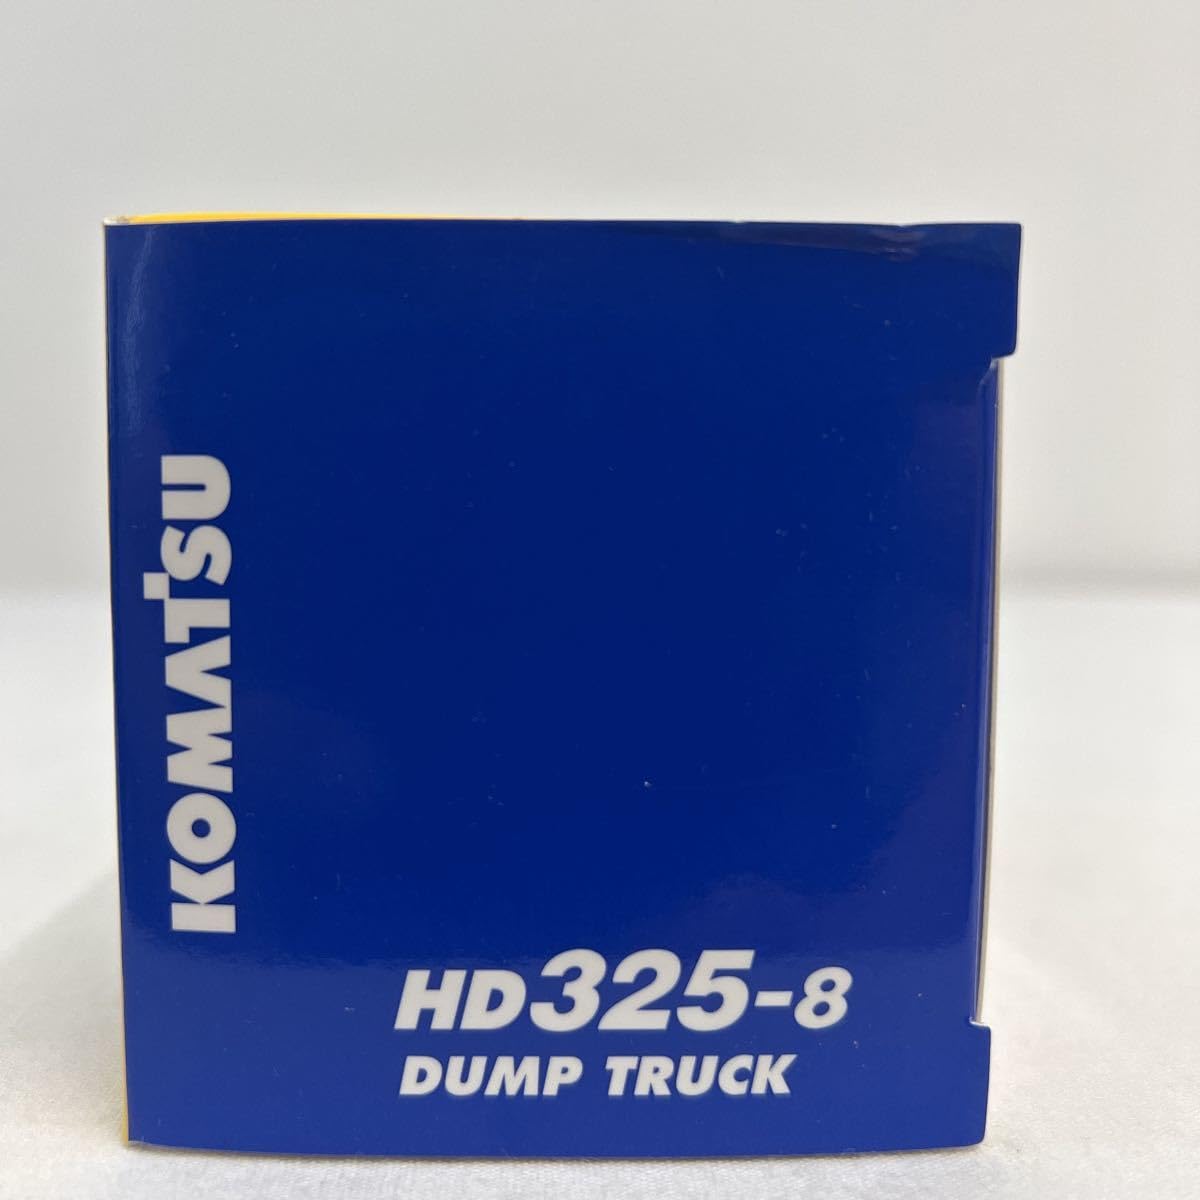 KOMATSU
HD325-8
DUMP TRUCK